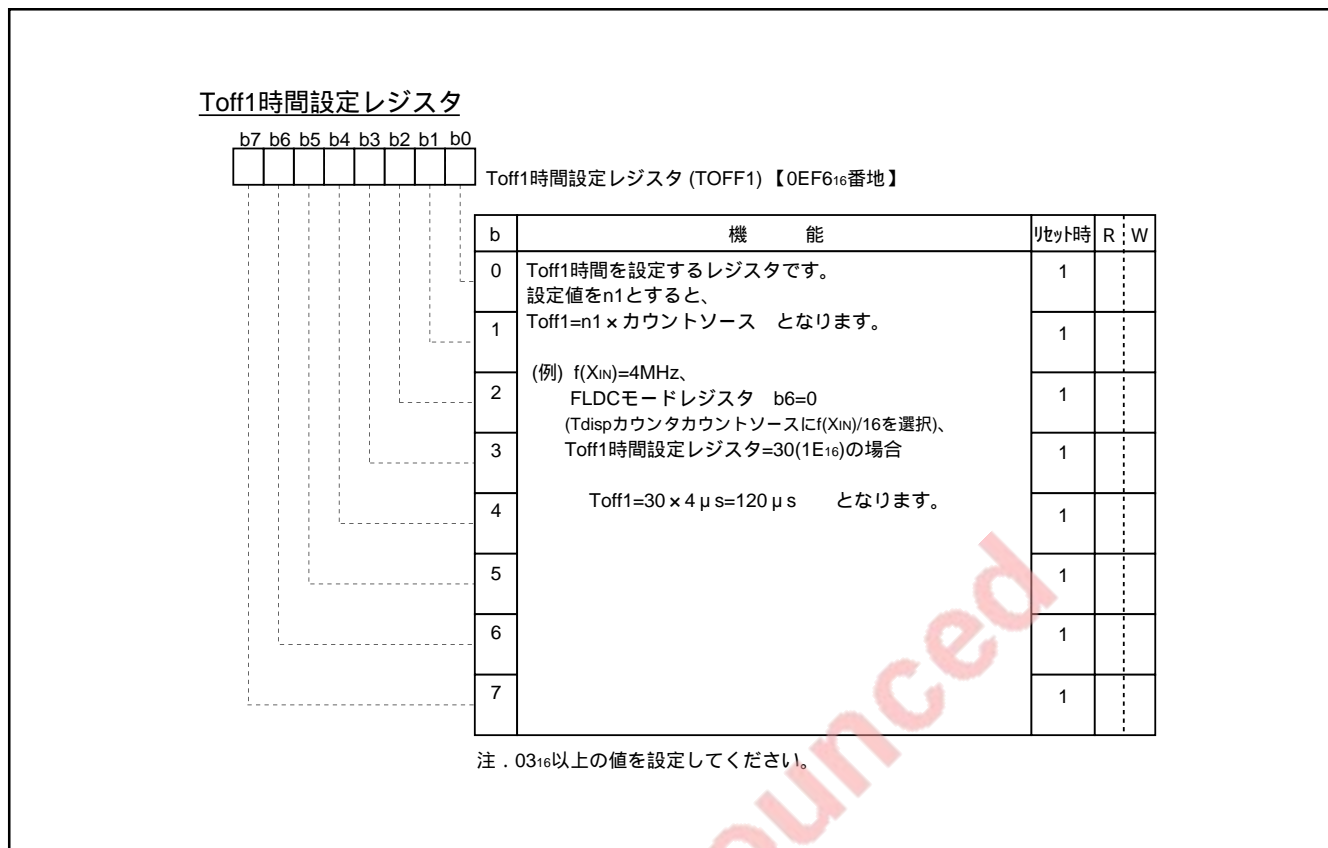 Toff1時間設定レジスタ
b7 b6 b5 b4 b3 b2 b1 b0
Toff1時間設定レジスタ (TOFF1) 【0EF616番地】
b 機 能 リセット時 R W
0 Toff1時間を設定するレジスタです。 1
設定値をn1とすると、
1 Toff1=n1×カウントソース となります。 1
(例) f(XIN)=4MHz、
2 FLDCモードレジスタ b6=0 1
(Tdispカウンタカウントソースにf(XIN)/16を選択)、
3 Toff1時間設定レジスタ=30(1E16)の場合 1
4 Toff1=30×4μs=120μs となります。 1
5 1
6 1
7 1
注．0316以上の値を設定してください。
ounced